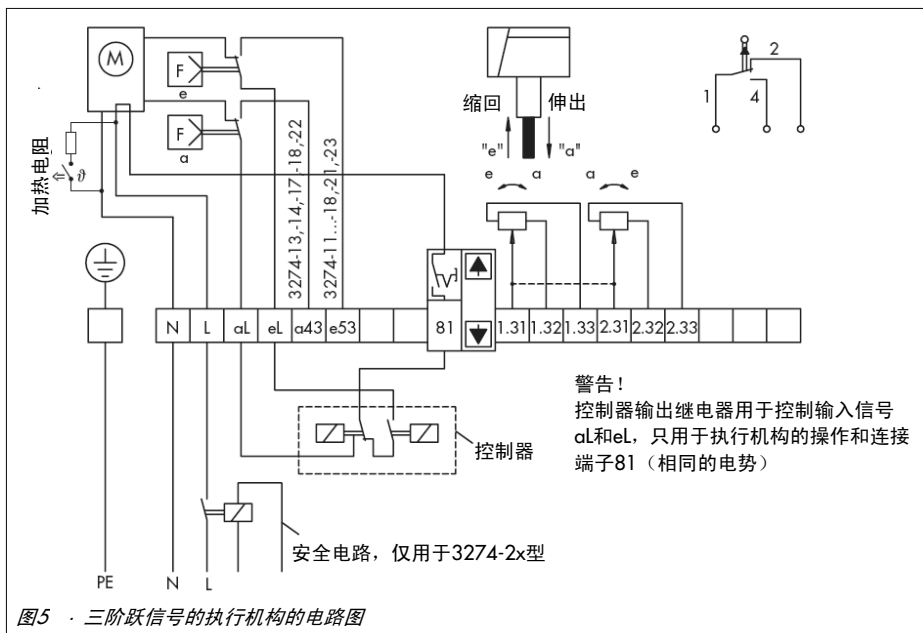 M
F
e
F
a
加热电阻
ϑ
3274-13,-14,-17,-18,-22
3274-11...-18,-21,-23
缩回 伸出
"e" "a"
e a a e
1 4 2
N L aL eL a43 e53 81 1.31 1.32 1.33 2.31 2.32 2.33
控制器
警告！
控制器输出继电器用于控制输入信号
aL和eL，只用于执行机构的操作和连接
端子81（相同的电势）
安全电路，仅用于3274-2x型
PE N L
图5 · 三阶跃信号的执行机构的电路图